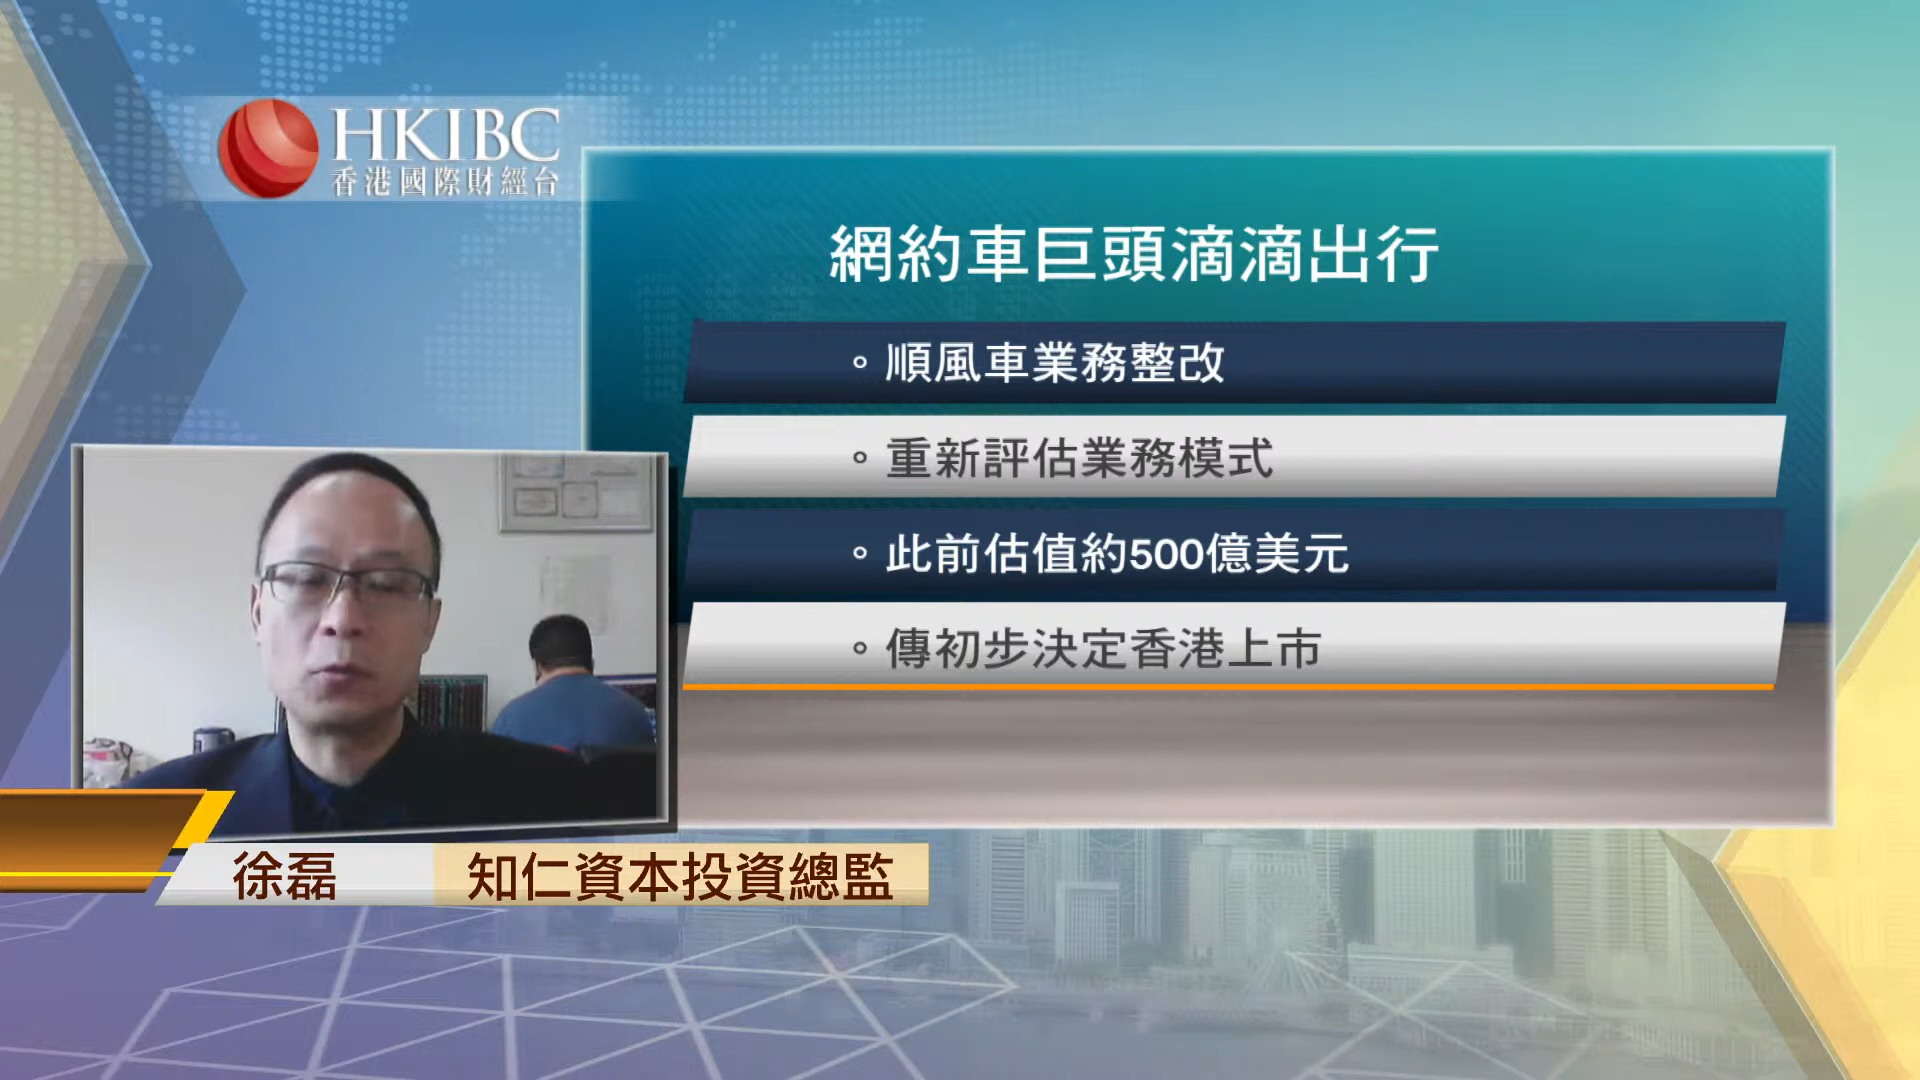 HKIBC
香港國際財經台
網約車巨頭滴滴出行
。順風車業務整改
。重新評估業務模式
。此前估值約500億美元
。傳初步決定香港上市
徐磊 知仁資本投資總監